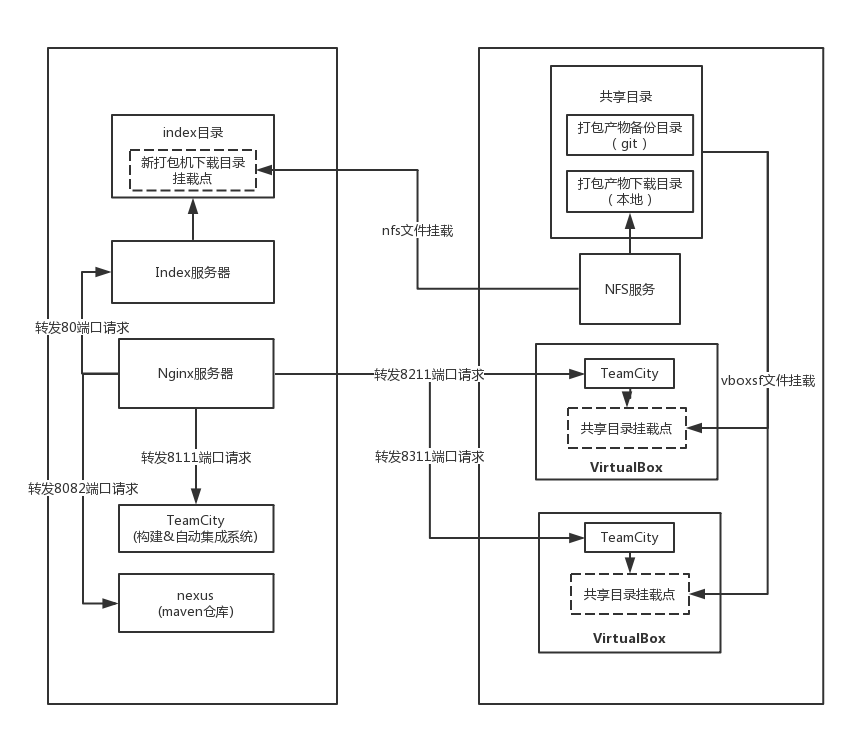 index目录
新打包机下载目录
挂载点
Index服务器
转发80端口请求
Nginx服务器
转发8111端口请求
转发8082端口请求
TeamCity
(构建&自动集成系统)
nexus
(maven仓库)
nfs文件挂载
转发8211端口请求
转发8311端口请求
共享目录
打包产物备份目录
（git）
打包产物下载目录
（本地）
NFS服务
vboxsf文件挂载
TeamCity
共享目录挂载点
VirtualBox
TeamCity
共享目录挂载点
VirtualBox